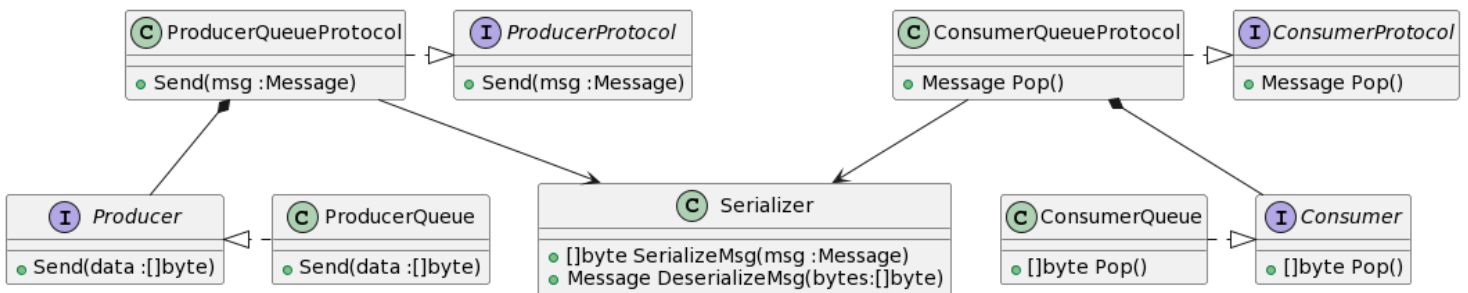 C ProducerQueueProtocol
Send(msg :Message)
I ProducerProtocol
Send(msg :Message)
C ConsumerQueueProtocol
Message Pop()
I ConsumerProtocol
Message Pop()
I Producer
Send(data :[]byte)
C ProducerQueue
Send(data :[]byte)
C Serializer
[]byte SerializeMsg(msg :Message)
Message DeserializeMsg(bytes:[]byte)
C ConsumerQueue
[]byte Pop()
I Consumer
[]byte Pop()